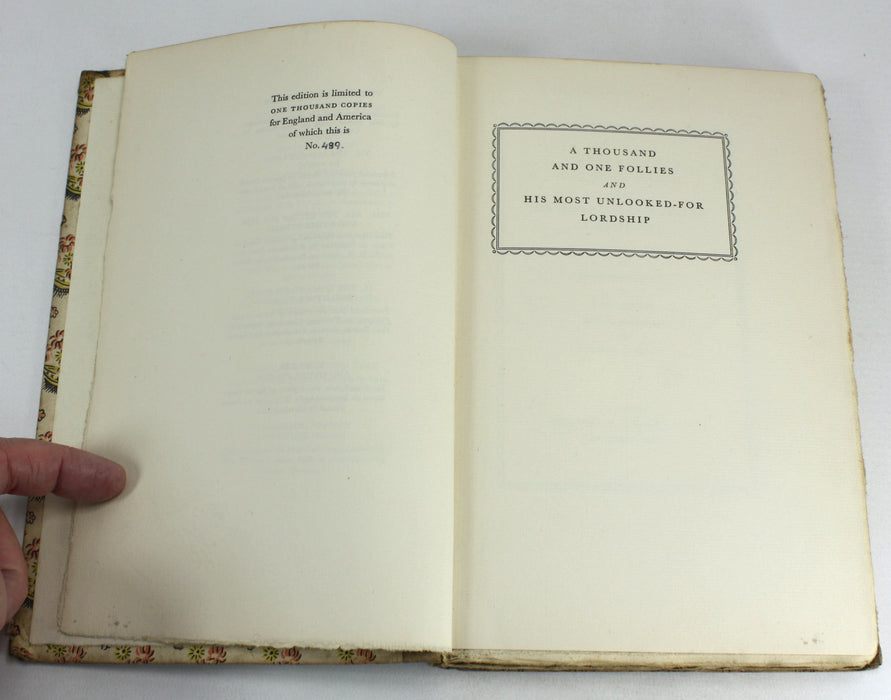 This edition is limited to
ONE THOUSAND COPIES
for England and America
of which this is
No. 489.
A THOUSAND
AND ONE FOLLIES
AND
HIS MOST UNLOOKED-FOR
LORDSHIP